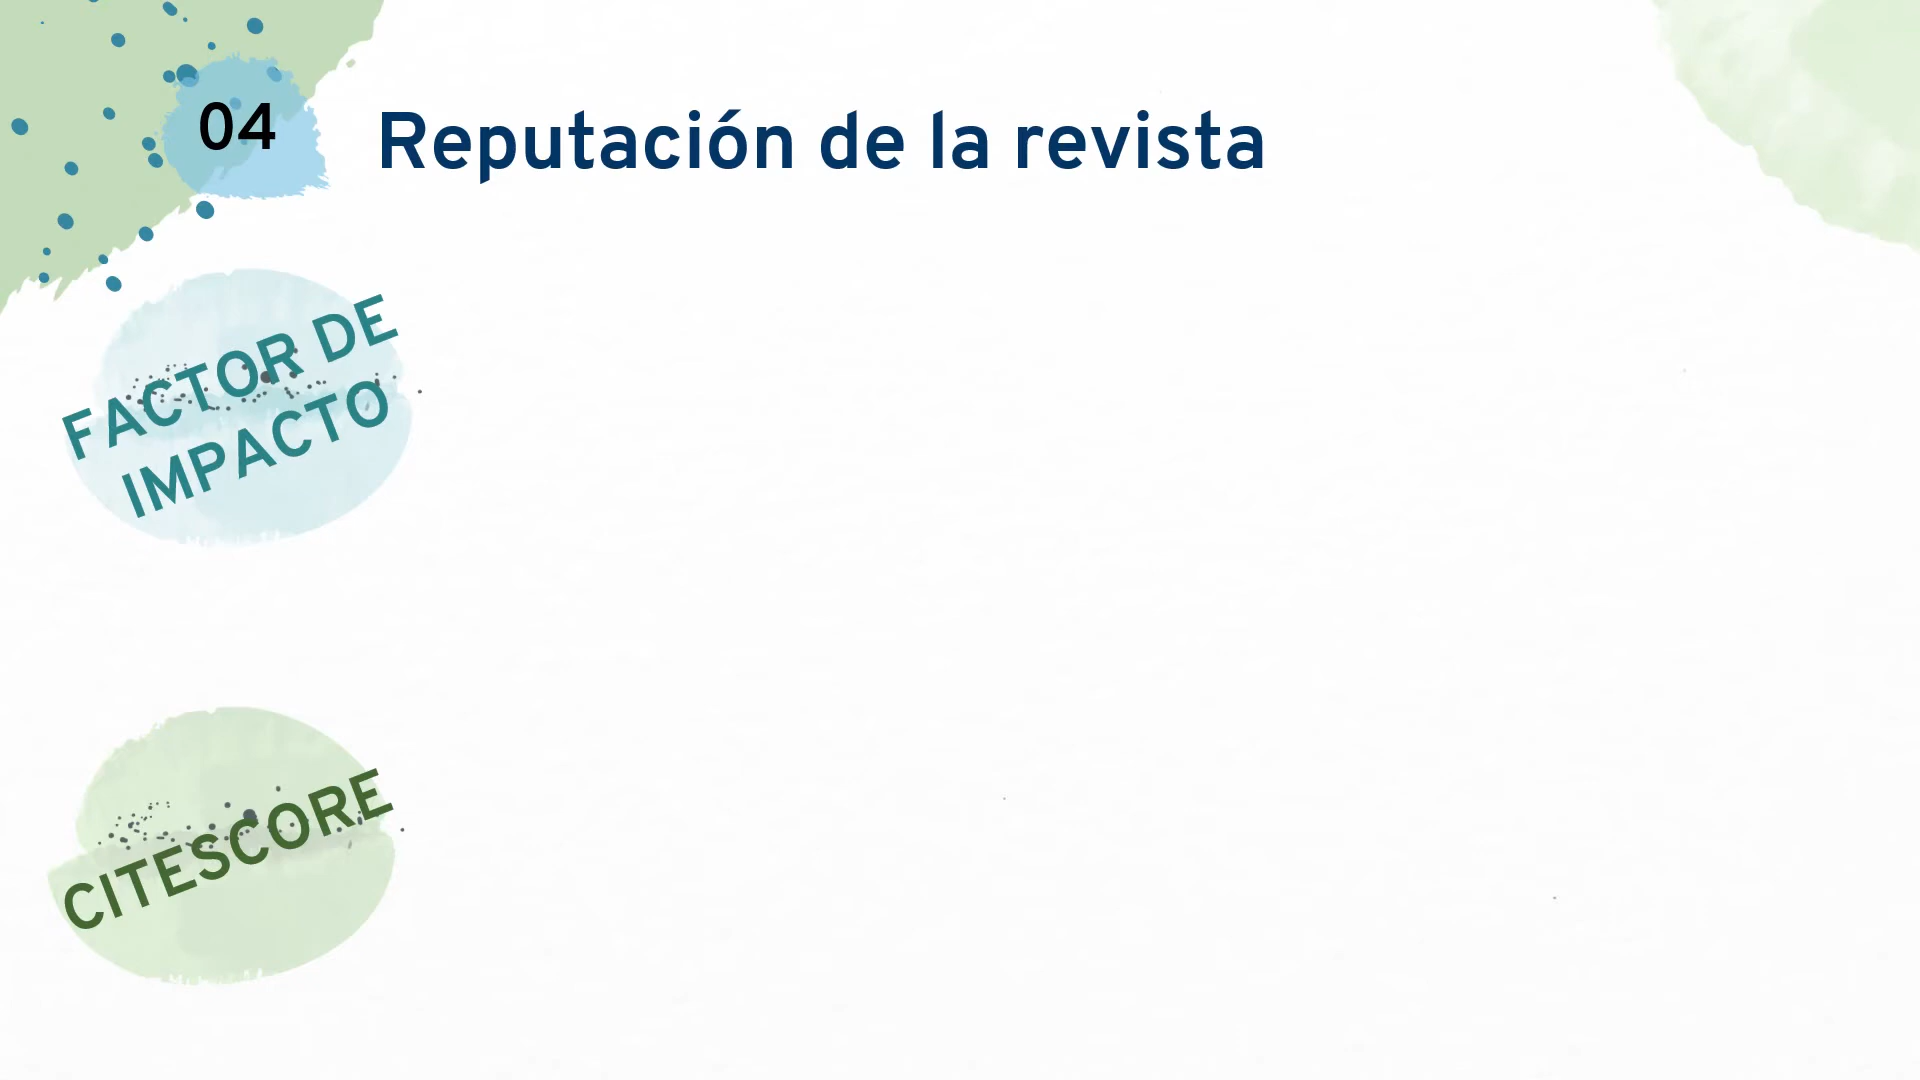 04
Reputación de la revista
FACTOR DE
IMPACTO
CITESCORE